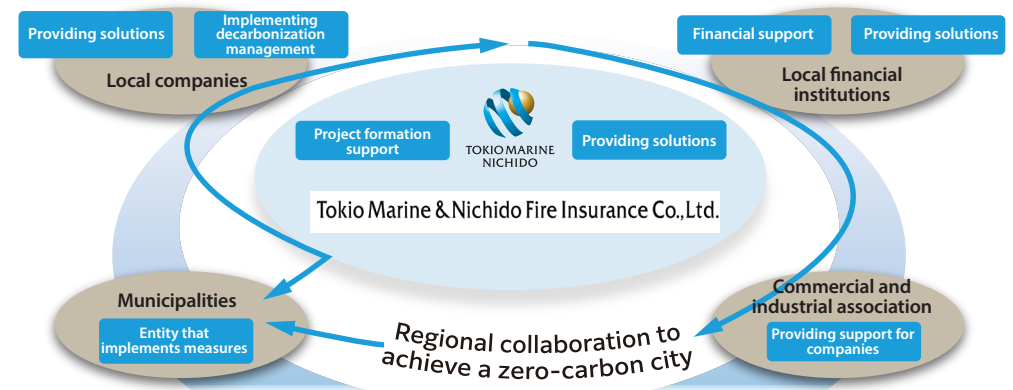 Providing solutions
Implementing
decarbonization
management
Local companies
Financial support
Providing solutions
Local financial
institutions
Project formation
support
TOKIO MARINE
NICHIDO
Providing solutions
Tokio Marine & Nichido Fire Insurance Co., Ltd.
Municipalities
Entity that
implements measures
Commercial and
industrial association
Providing support for
companies
Regional collaboration to
achieve a zero-carbon city